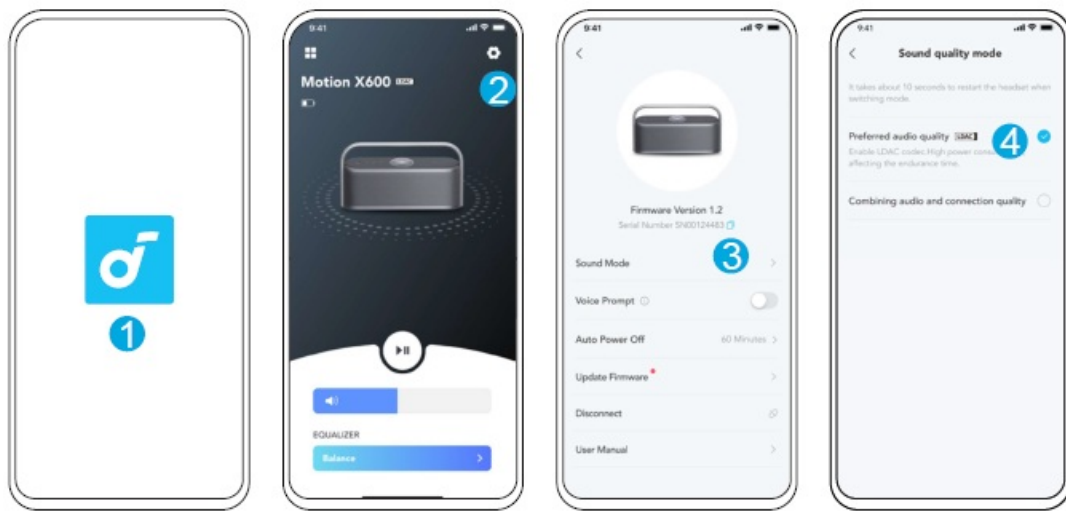 1
9:41
Motion X600 LDAC
2
EQUALIZER
Balance
9:41
Firmware Version 1.2
Serial Number SN00124483
3
Sound Mode
Voice Prompt
Auto Power Off 60 Minutes
Update Firmware
Disconnect
User Manual
9:41
Sound quality mode
It takes about 10 seconds to restart the headset when
switching mode.
Preferred audio quality LDAC
4
Enable LDAC codec. High power consu
affecting the endurance time.
Combining audio and connection quality